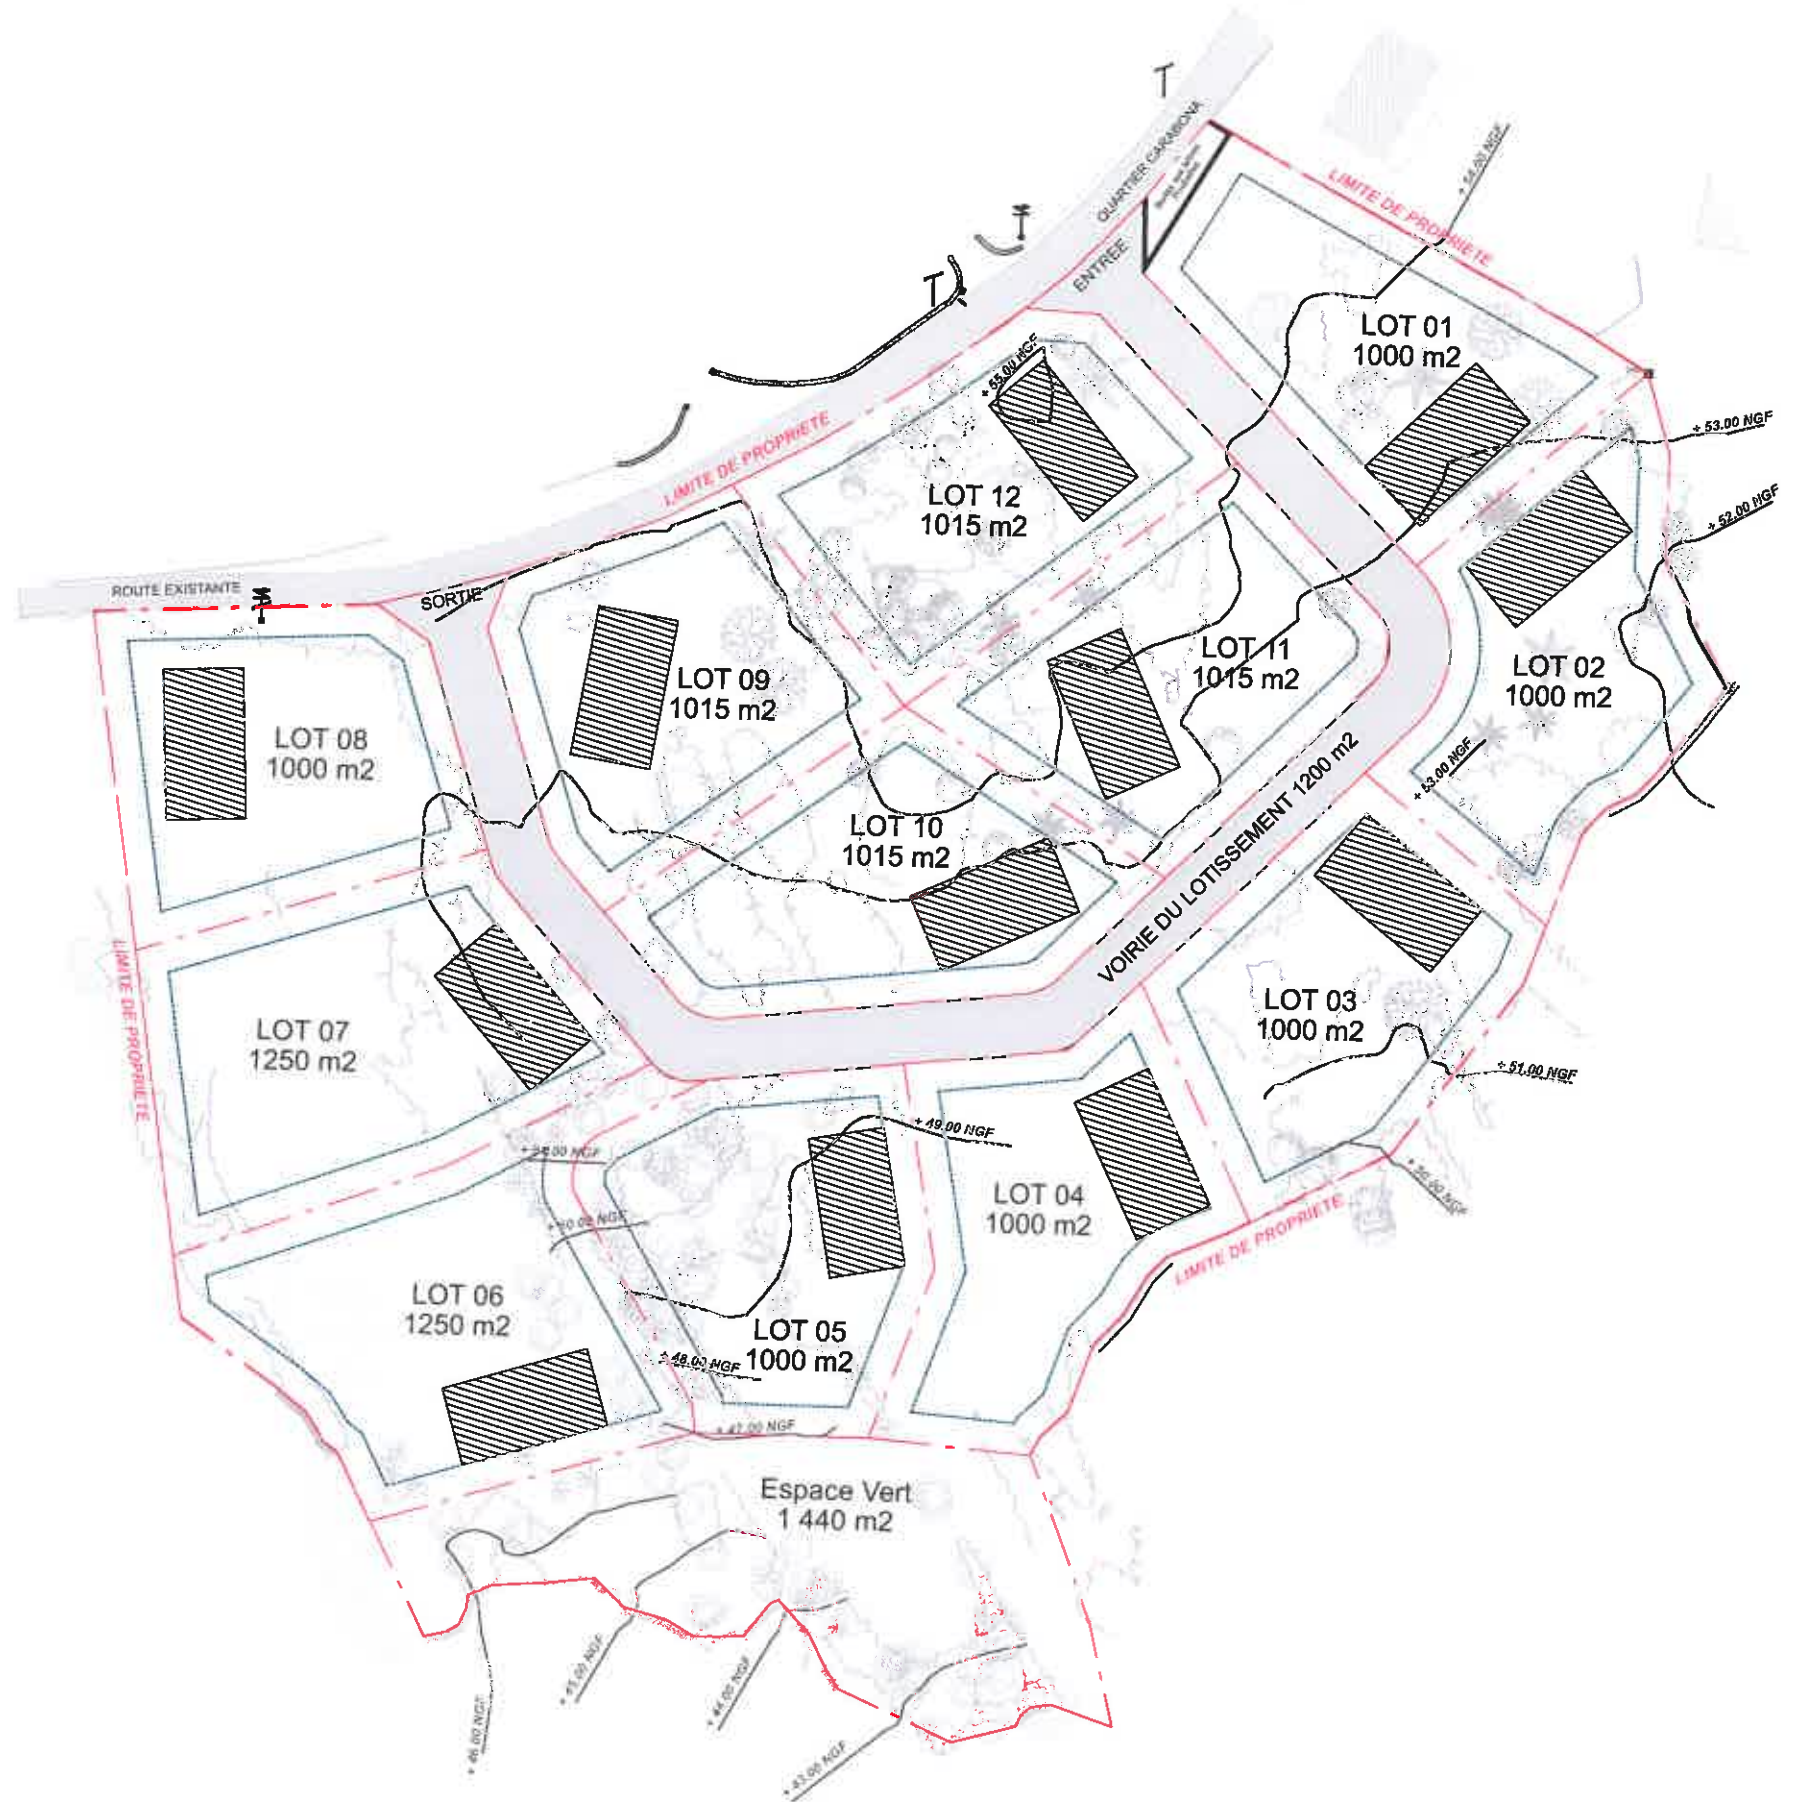 QUARTIER CARABONA
ENTREE
LIMITE DE PROPRIETE
+ 54.00 NGF
LOT 01
1000 m2
+ 55.00 NGF
+ 53.00 NGF
+ 52.00 NGF
LIMITE DE PROPRIETE
LOT 12
1015 m2
ROUTE EXISTANTE
SORTIE
LOT 11
1015 m2
LOT 02
1000 m2
LOT 09
1015 m2
LOT 08
1000 m2
+ 53.00 NGF
LOT 10
1015 m2
VOIRIE DU LOTISSEMENT 1200 m2
LIMITE DE PROPRIETE
LOT 03
1000 m2
LOT 07
1250 m2
+ 51.00 NGF
+ 49.00 NGF
NGF
+ 50.00 NGF
LOT 04
1000 m2
+ 50.00 NGF
LIMITE DE PROPRIETE
LOT 06
1250 m2
LOT 05
1000 m2
+ 48.00 NGF
+ 47.00 NGF
Espace Vert
1 440 m2
+ 46.00 NGF
+ 45.00 NGF
+ 44.00 NGF
+ 43.00 NGF